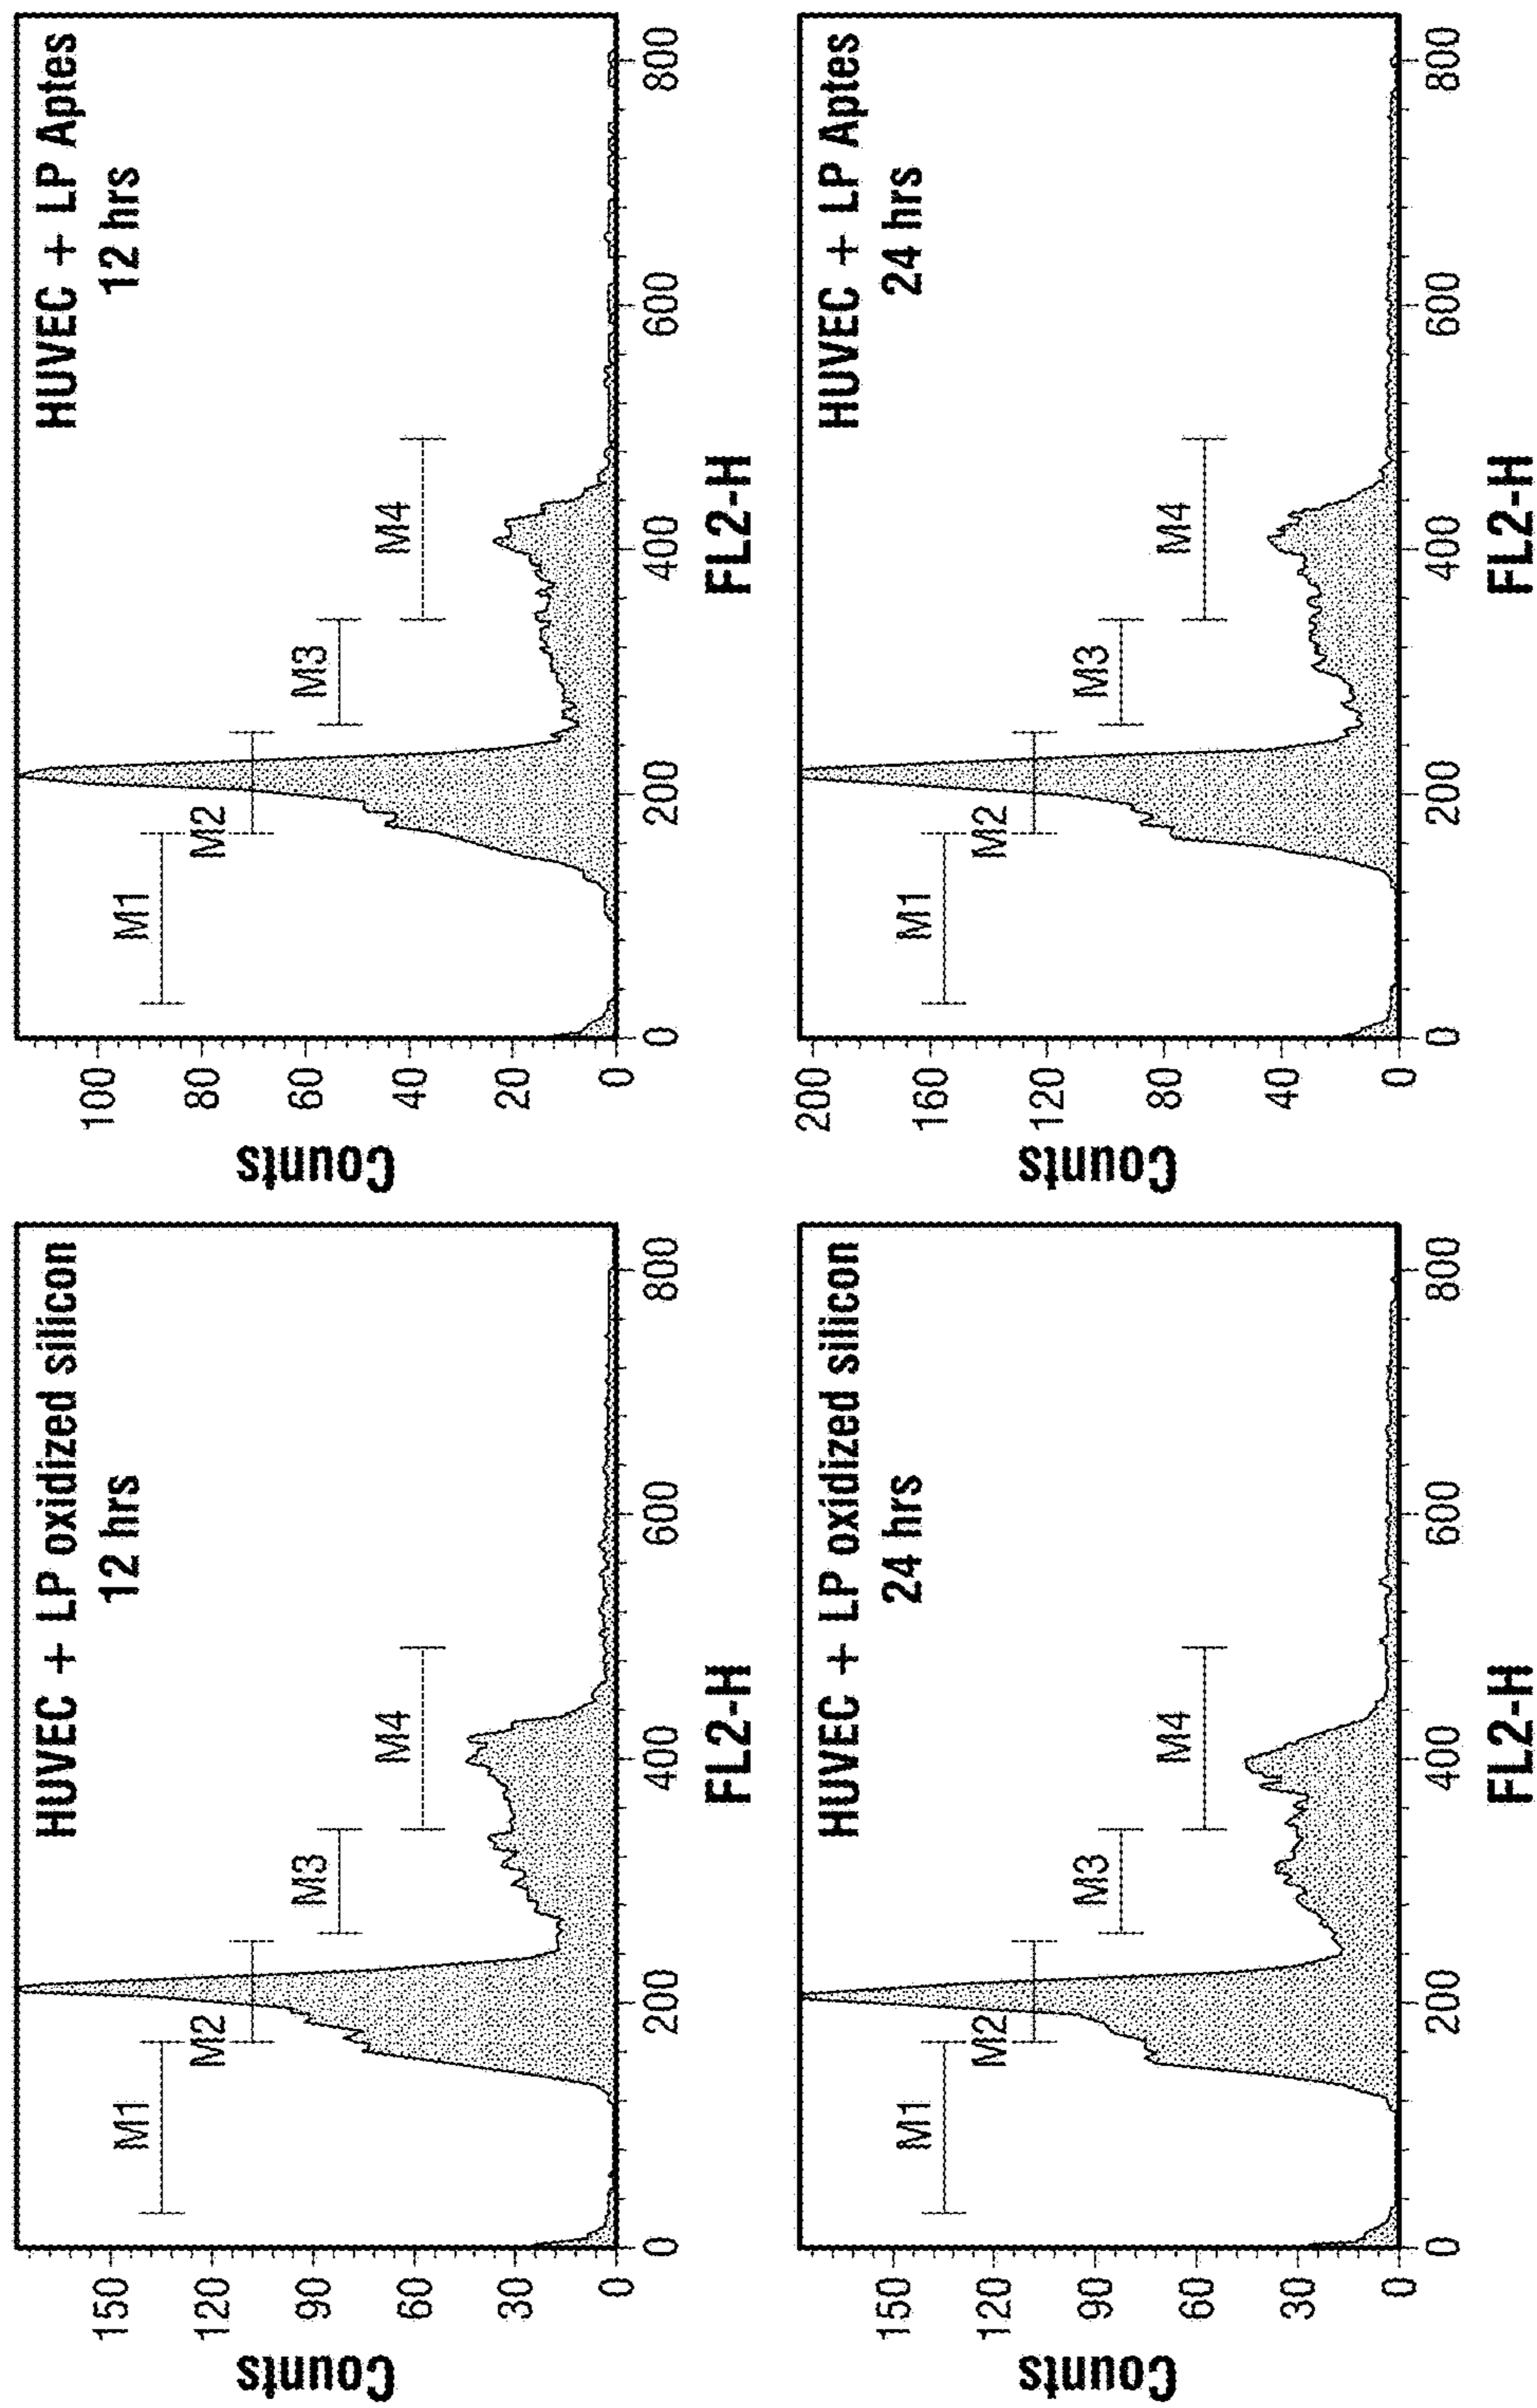 HUVEC + LP oxidized silicon
12 hrs
Counts
150
120
90
60
30
0
M1
M2
M3
M4
0 200 400 600 800
FL2-H
HUVEC + LP Aptes
12 hrs
Counts
100
80
60
40
20
0
M1
M2
M3
M4
0 200 400 600 800
FL2-H
HUVEC + LP oxidized silicon
24 hrs
Counts
150
120
90
60
30
0
M1
M2
M3
M4
0 200 400 600 800
FL2-H
HUVEC + LP Aptes
24 hrs
Counts
200
160
120
80
40
0
M1
M2
M3
M4
0 200 400 600 800
FL2-H